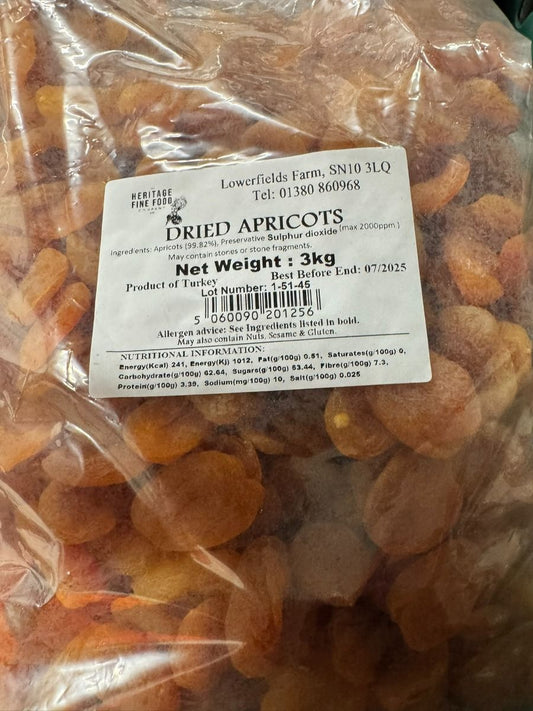 HERITAGE
FINE FOOD
COMPANY
Lowerfields Farm, SN10 3LQ
Tel: 01380 860968
DRIED APRICOTS
Ingredients: Apricots (99.82%), Preservative Sulphur dioxide (max 2000ppm)
May contain stones or stone fragments.
Net Weight : 3kg
Product of Turkey Best Before End: 07/2025
Lot Number: 1-51-45
5 060090 201256
Allergen advice: See Ingredients listed in bold.
May also contain Nuts, Sesame & Gluten.
NUTRITIONAL INFORMATION:
Energy(Kcal) 241, Energy(Kj) 1012, Fat(g/100g) 0.51, Saturates(g/100g) 0,
Carbohydrate(g/100g) 62.64, Sugars(g/100g) 53.44, Fibre(g/100g) 7.3,
Protein(g/100g) 3.39, Sodium(mg/100g) 10, Salt(g/100g) 0.025